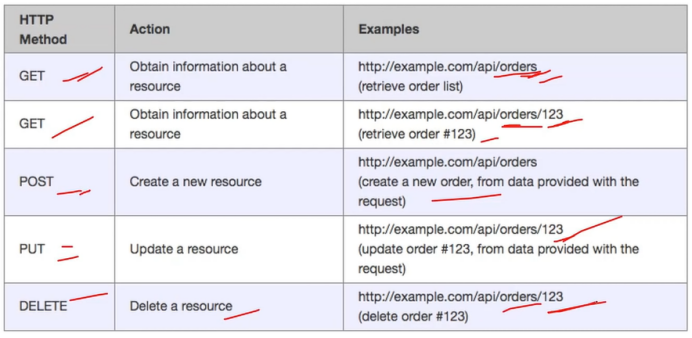 HTTP Method Action Examples
GET Obtain information about a resource http://example.com/api/orders
(retrieve order list)
GET Obtain information about a resource http://example.com/api/orders/123
(retrieve order #123)
POST Create a new resource http://example.com/api/orders
(create a new order, from data provided with the
request)
PUT Update a resource http://example.com/api/orders/123
(update order #123, from data provided with the
request)
DELETE Delete a resource http://example.com/api/orders/123
(delete order #123)